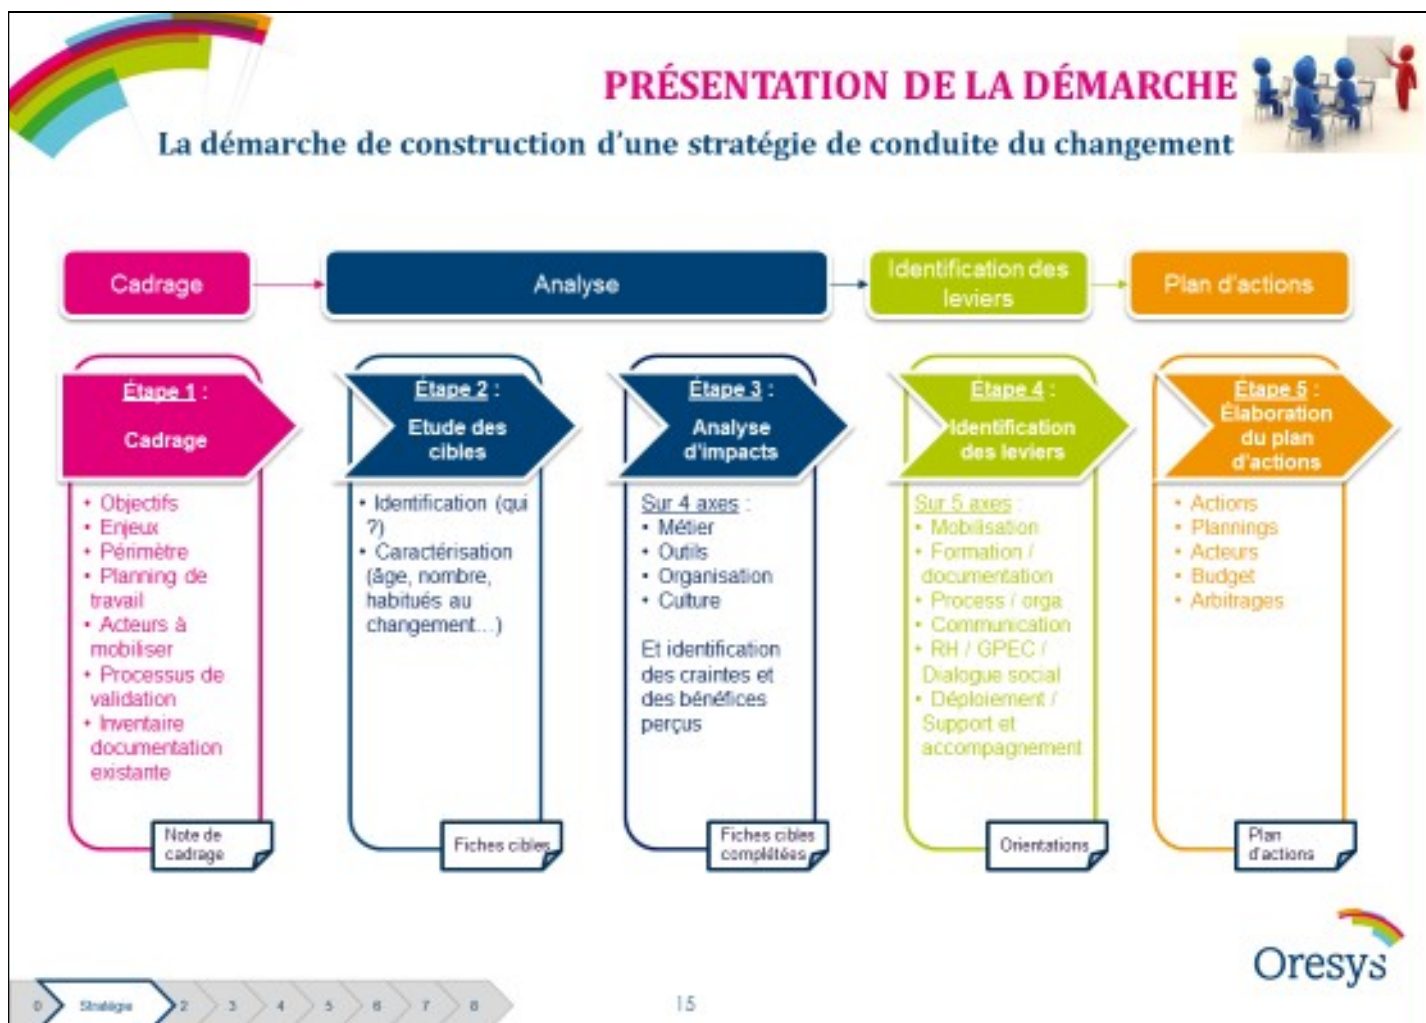 PRÉSENTATION DE LA DÉMARCHE
La démarche de construction d'une stratégie de conduite du changement
Cadrage
Analyse
Identification des
leviers
Plan d'actions
Étape 1 :
Cadrage
• Objectifs
• Enjeux
• Périmètre
• Planning de
travail
• Acteurs à
mobiliser
• Processus de
validation
• Inventaire
documentation
existante
Note de
cadrage
Étape 2 :
Etude des
cibles
• Identification (qui
?)
• Caractérisation
(âge, nombre,
habitués au
changement…)
Fiches cibles
Étape 3 :
Analyse
d'impacts
Sur 4 axes :
• Métier
• Outils
• Organisation
• Culture
Et identification
des craintes et
des bénéfices
perçus
Fiches cibles
complétées
Étape 4 :
Identification
des leviers
Sur 5 axes :
• Mobilisation
• Formation /
documentation
• Process / orga
• Communication
• RH / GPEC /
Dialogue social
• Déploiement /
Support et
accompagnement
Orientations
Étape 5 :
Élaboration
du plan
d'actions
• Actions
• Plannings
• Acteurs
• Budget
• Arbitrages
Plan
d'actions
Oresys
0 Stratégie 2 3 4 5 6 7 8
15